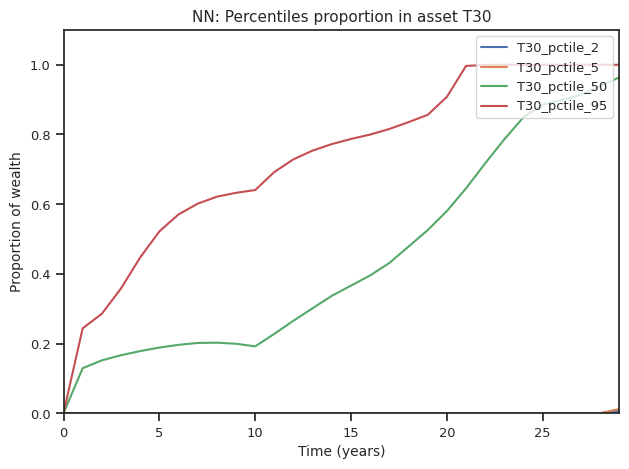 NN: Percentiles proportion in asset T30
T30_pctile_2
T30_pctile_5
T30_pctile_50
T30_pctile_95
Proportion of wealth
1.0
0.8
0.6
0.4
0.2
0.0
0 5 10 15 20 25
Time (years)